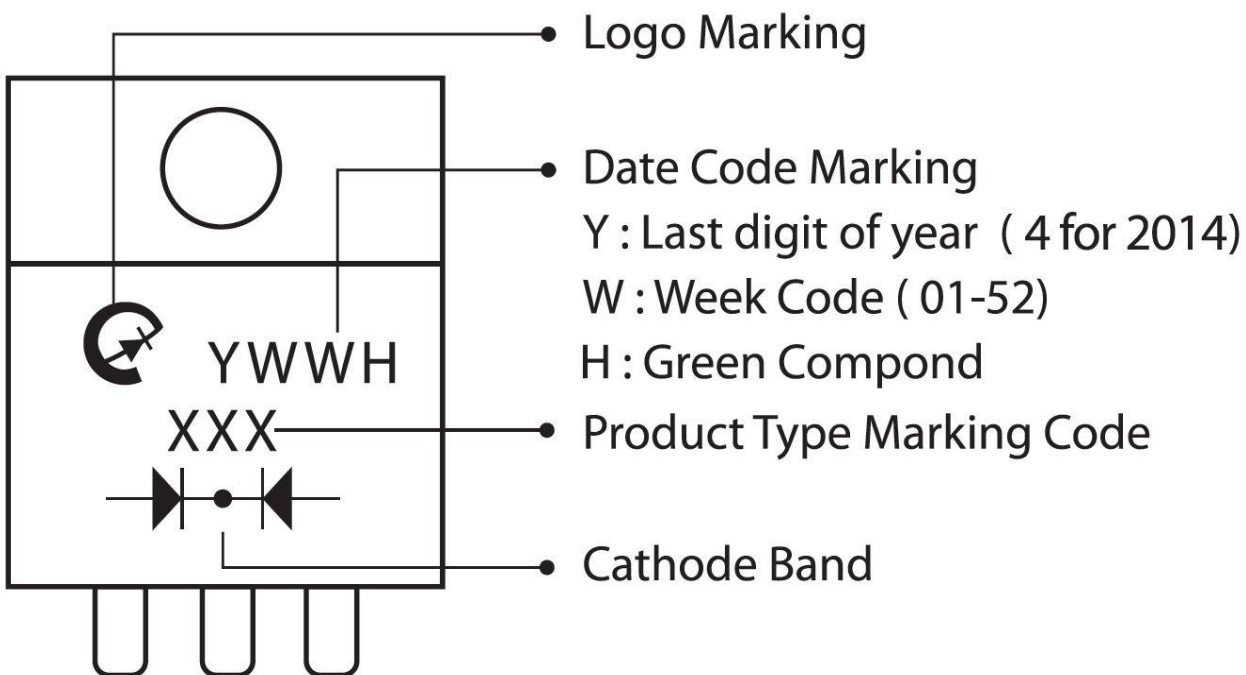 Logo Marking
Date Code Marking
Y : Last digit of year ( 4 for 2014)
W : Week Code ( 01-52)
H : Green Compond
YWWH
XXX
Product Type Marking Code
Cathode Band